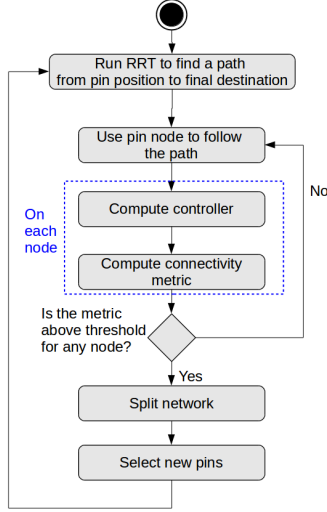 Run RRT to find a path
from pin position to final destination
Use pin node to follow
the path
No
On
each
node
Compute controller
Compute connectivity
metric
Is the metric
above threshold
for any node?
Yes
Split network
Select new pins